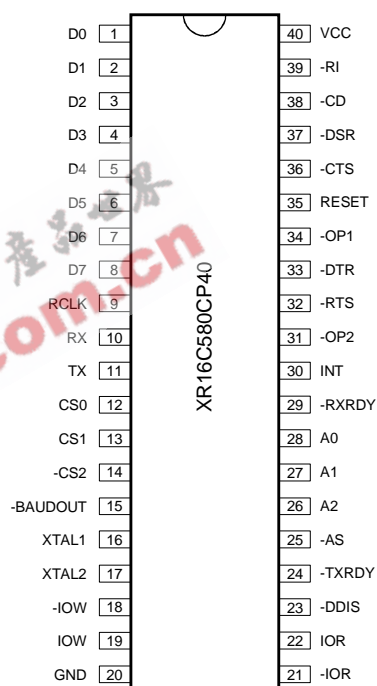 D0 1 40 VCC
D1 2 39 -RI
D2 3 38 -CD
D3 4 37 -DSR
D4 5 36 -CTS
D5 6 35 RESET
D6 7 34 -OP1
D7 8 33 -DTR
RCLK 9 32 -RTS
RX 10 31 -OP2
TX 11 30 INT
CS0 12 29 -RXRDY
CS1 13 28 A0
-CS2 14 27 A1
-BAUDOUT 15 26 A2
XTAL1 16 25 -AS
XTAL2 17 24 -TXRDY
-IOW 18 23 -DDIS
IOW 19 22 IOR
GND 20 21 -IOR
XR16C580CP40
com.cn